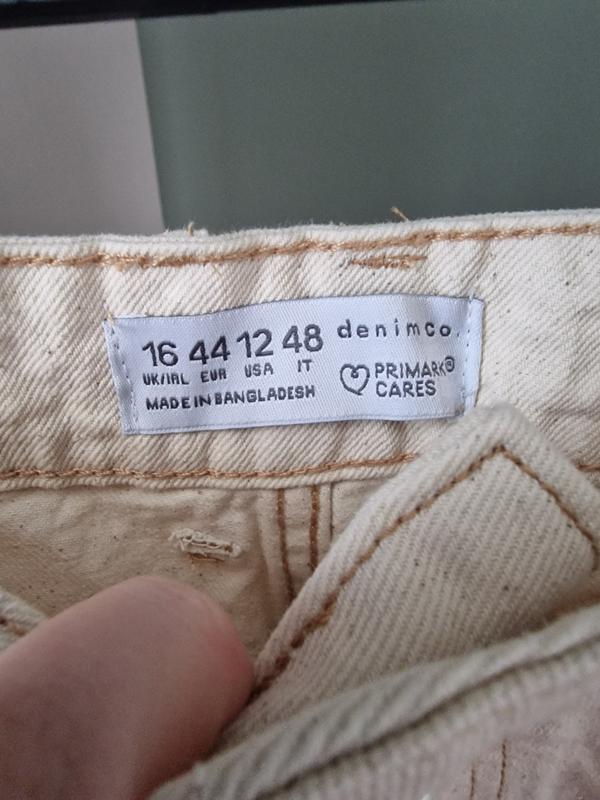 16 44 12 48 denimco.
UK/IRL EUR USA IT
PRIMARK®
CARES
MADE IN BANGLADESH